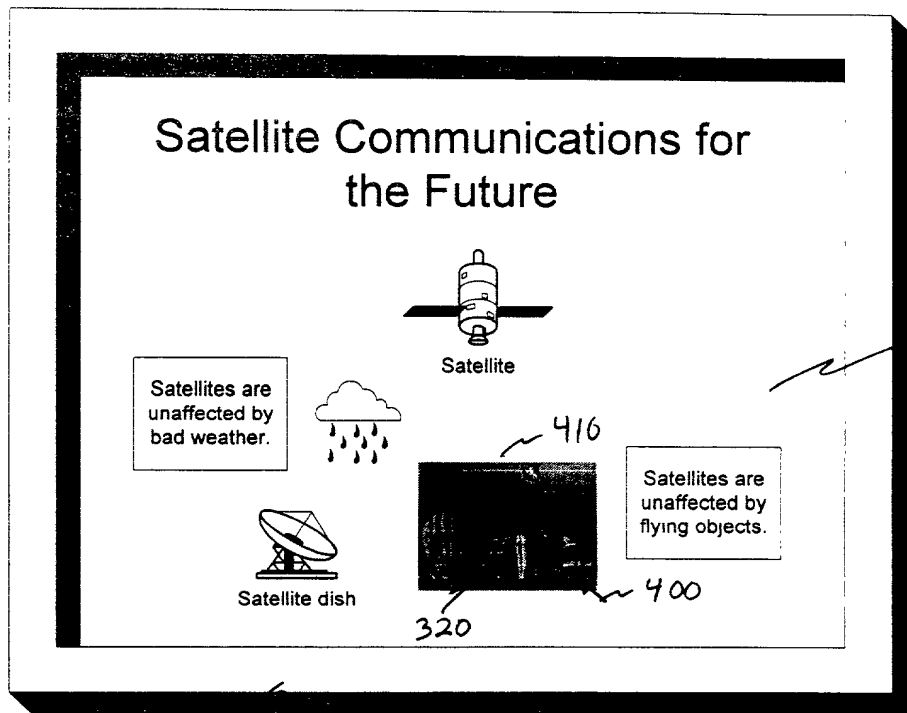 Satellite Communications for
the Future
Satellite
Satellites are
unaffected by
bad weather.
416
Satellites are
unaffected by
flying objects.
Satellite dish
400
320